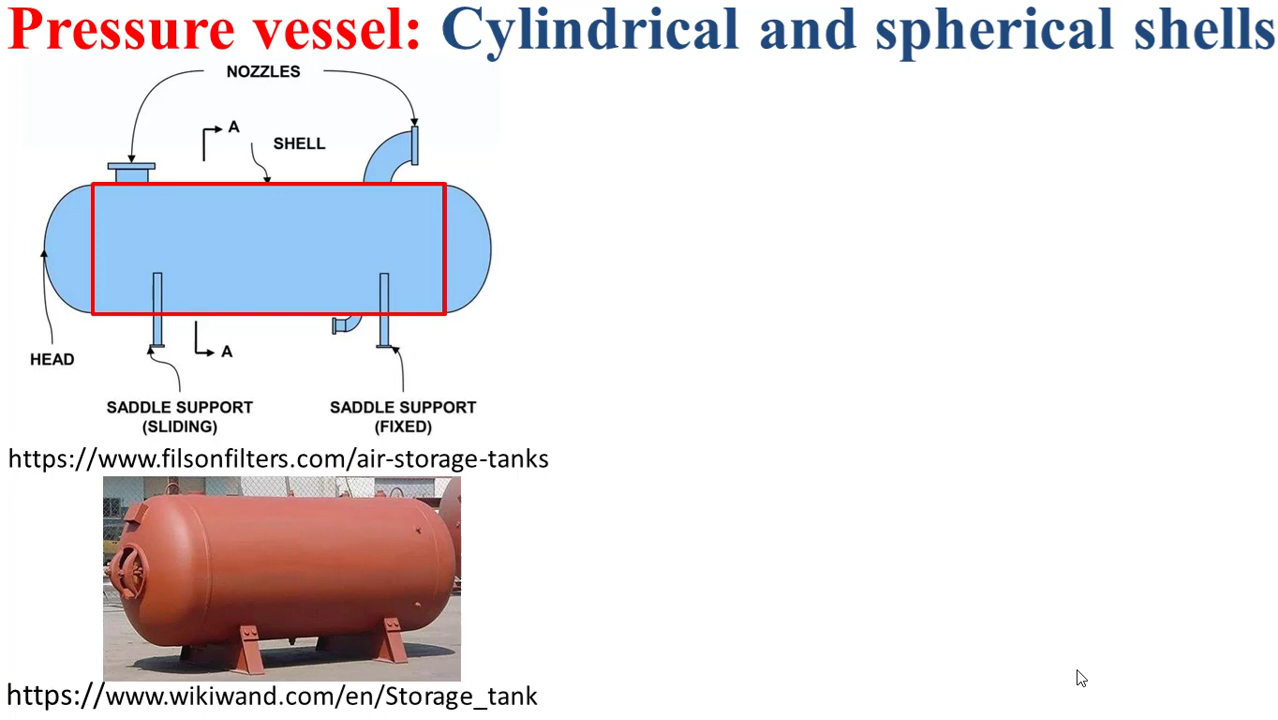 Pressure vessel: Cylindrical and spherical shells
NOZZLES
A
SHELL
HEAD
A
SADDLE SUPPORT
(SLIDING)
SADDLE SUPPORT
(FIXED)
https://www.filsonfilters.com/air-storage-tanks
https://www.wikiwand.com/en/Storage_tank